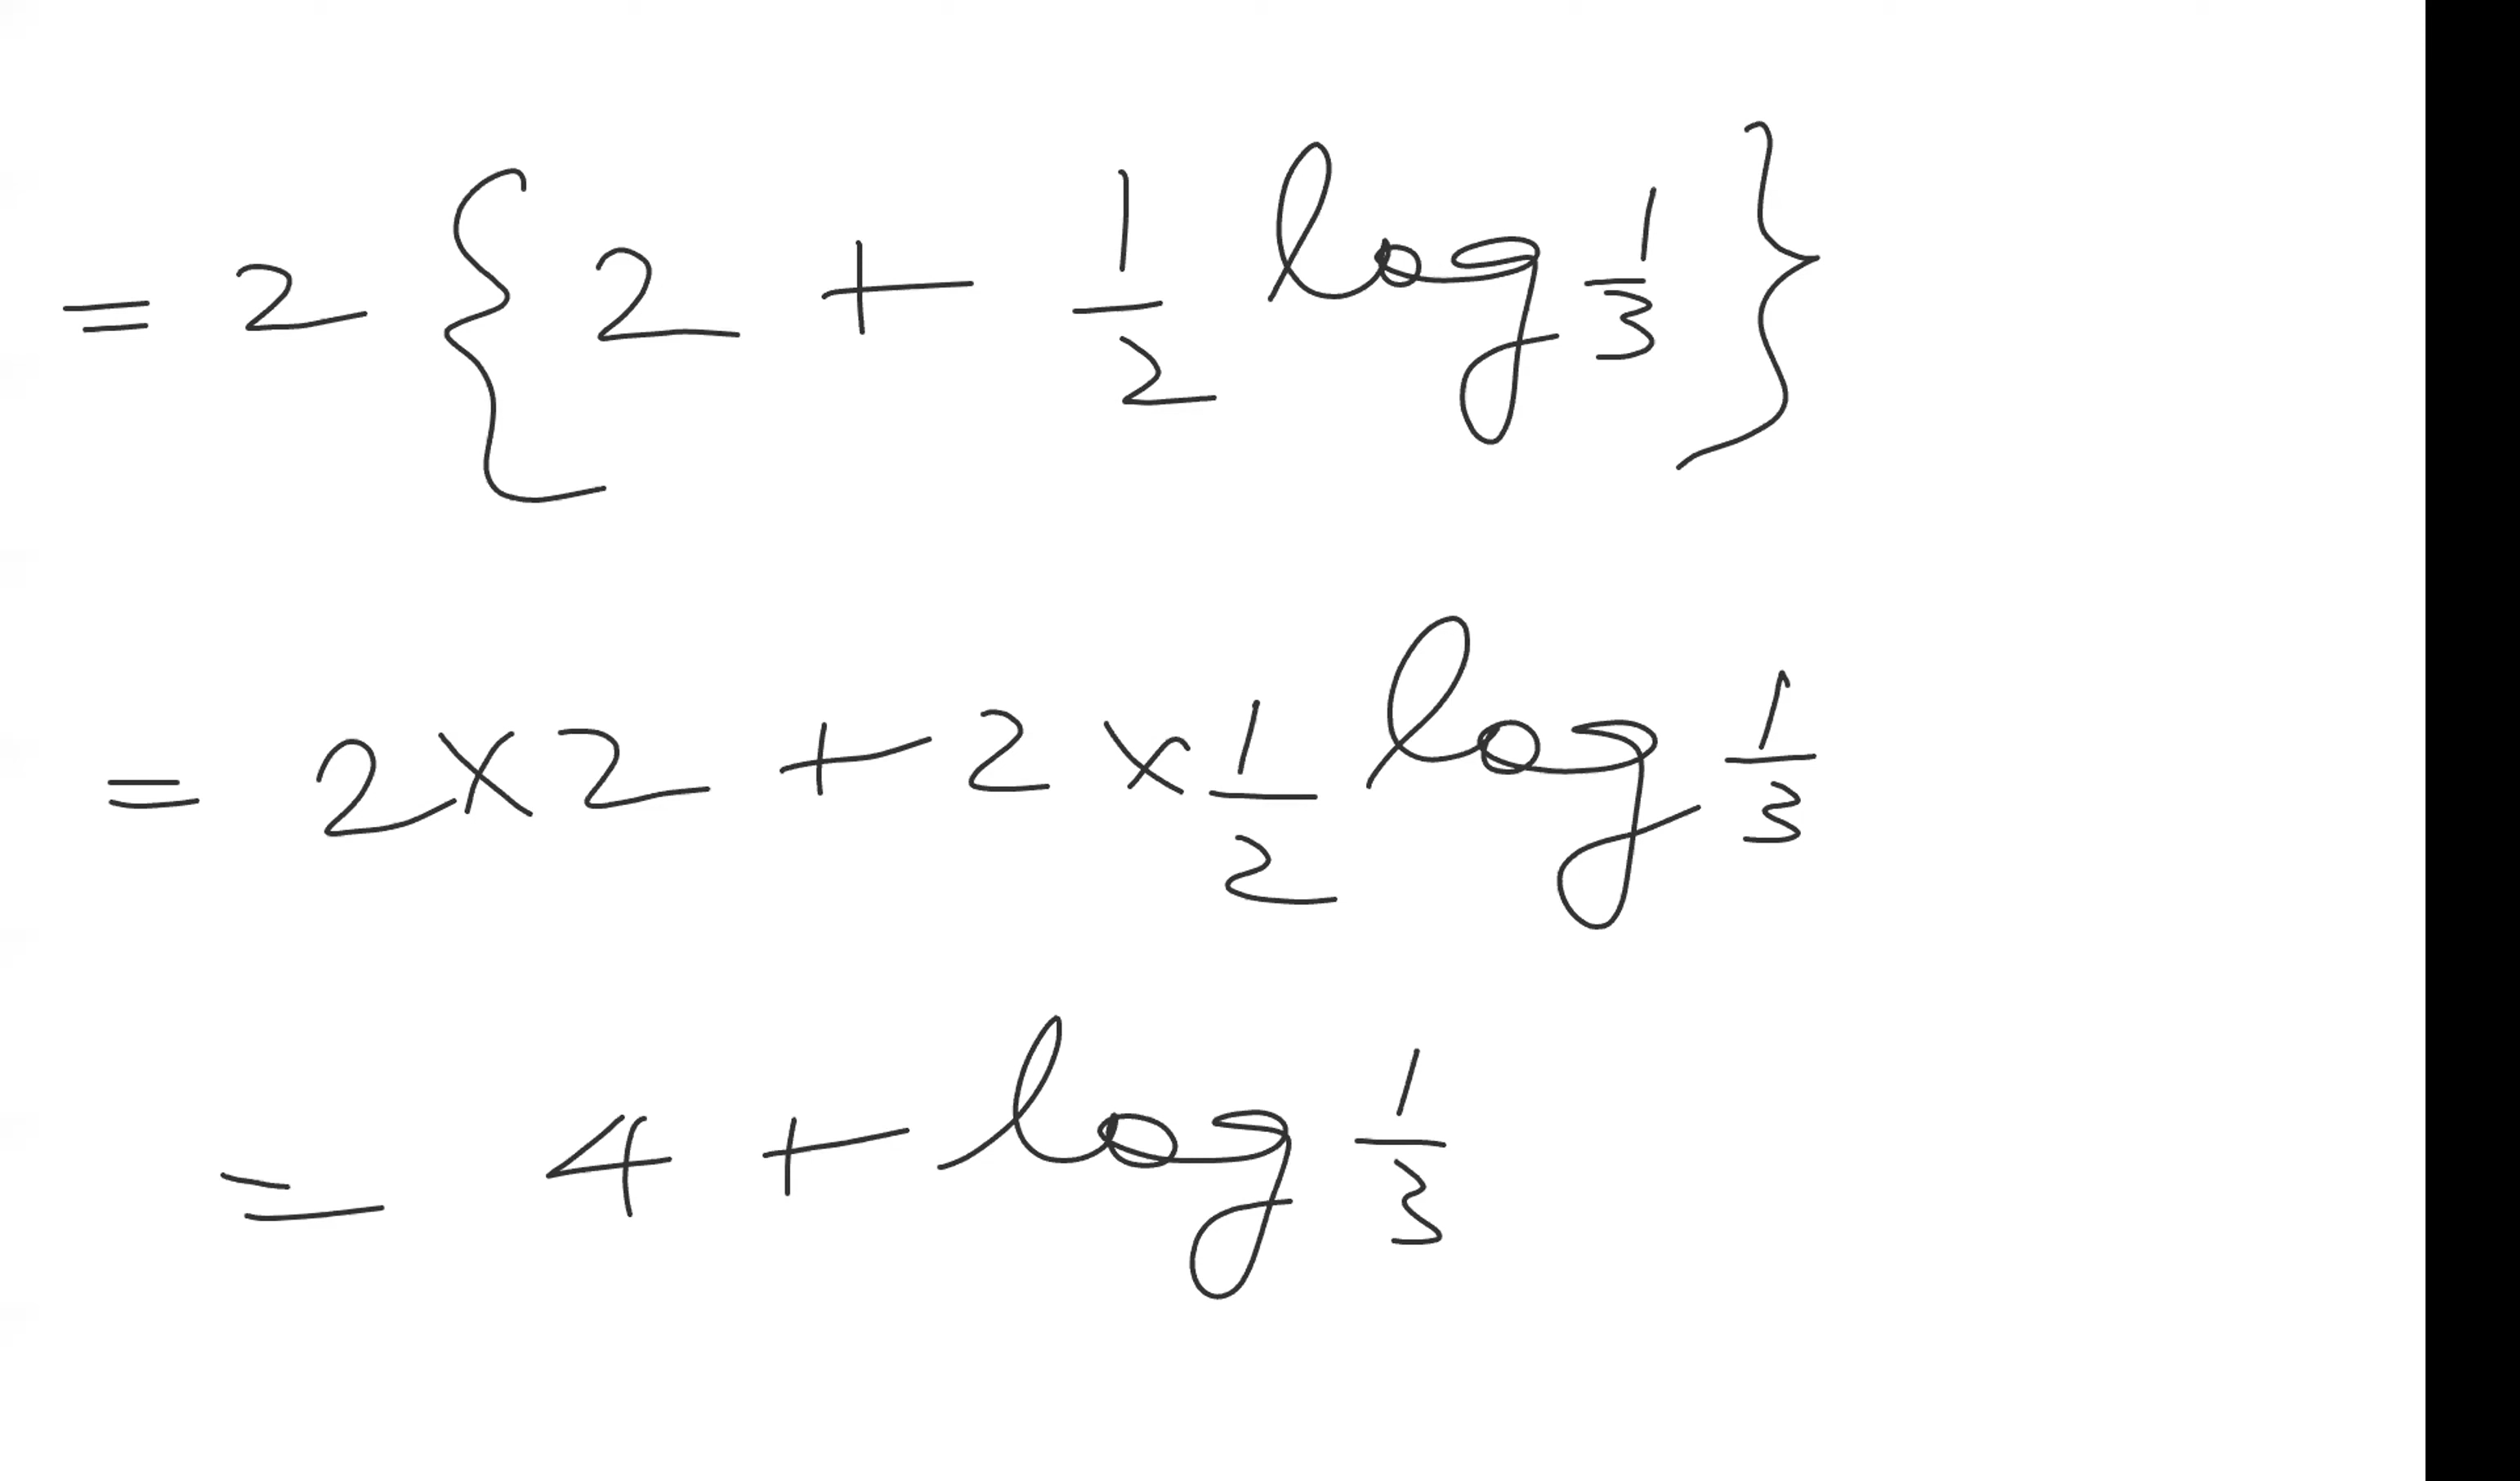 = 2 { 2 + 1/2 log 1/3 }
= 2 × 2 + 2 × 1/2 log 1/3
= 4 + log 1/3